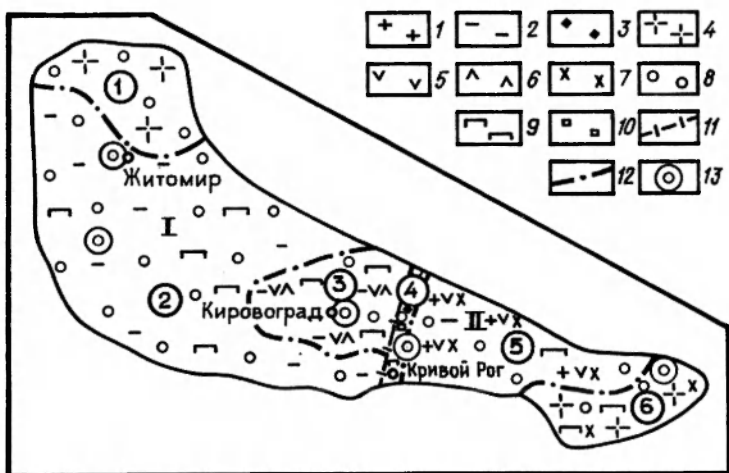 1 2 3 4
5 6 7 8
9 10 11
12 13
1
Житомир
I
2
3
4
Кировоград
II
5
Кривой Рог
6